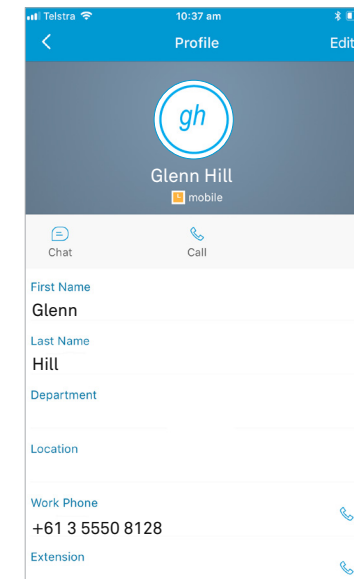 Telstra 10:37 am
Profile Edit
gh
Glenn Hill
mobile
Chat Call
First Name
Glenn
Last Name
Hill
Department
Location
Work Phone
+61 3 5550 8128
Extension